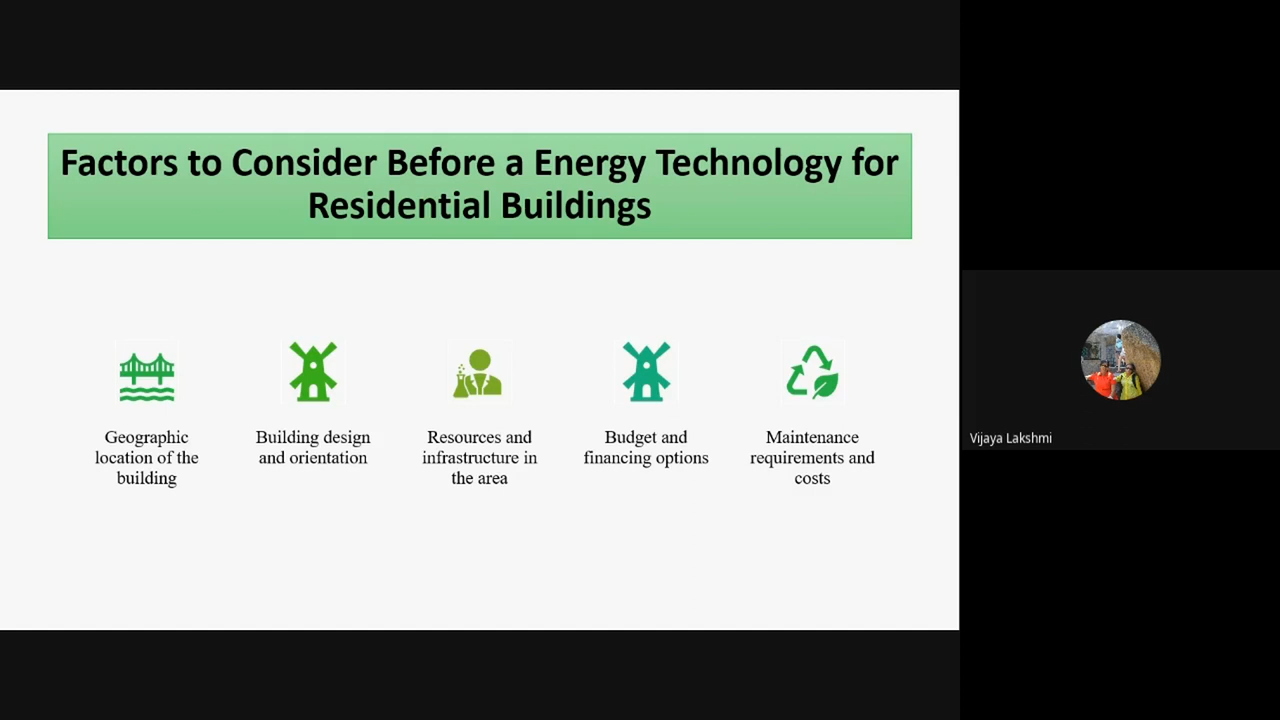 Factors to Consider Before a Energy Technology for
Residential Buildings
Geographic
location of the
building
Building design
and orientation
Resources and
infrastructure in
the area
Budget and
financing options
Maintenance
requirements and
costs
Vijaya Lakshmi